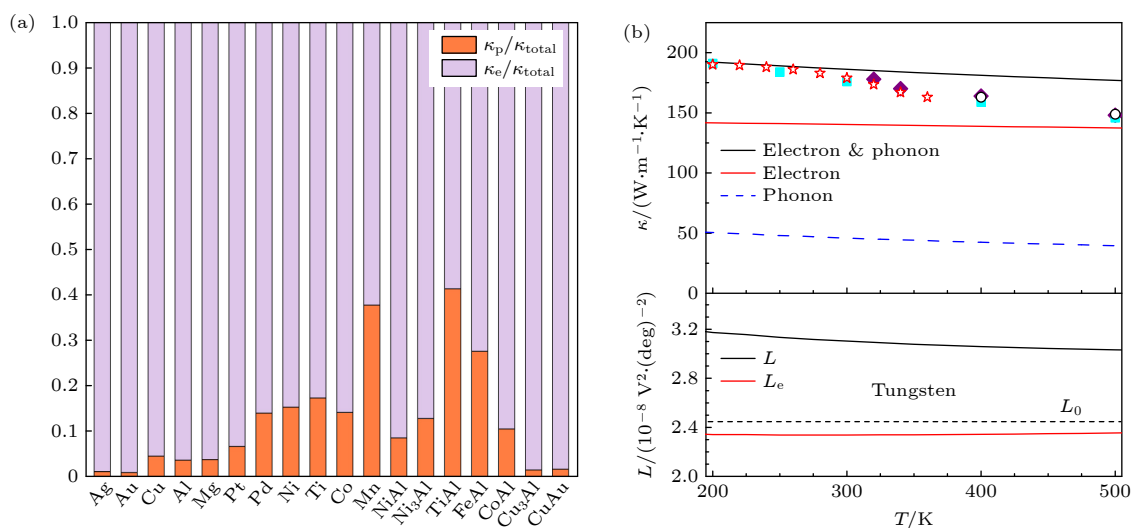 (a)
1.0
0.9
0.8
0.7
0.6
0.5
0.4
0.3
0.2
0.1
0
κp/κtotal
κe/κtotal
Ag
Au
Cu
Al
Mg
Pt
Pd
Ni
Ti
Co
Mn
NiAl
Ni3Al
TiAl
FeAl
CoAl
Cu3Al
CuAu
(b)
κ/(W·m−1·K−1)
200
150
100
50
0
Electron & phonon
Electron
Phonon
L/(10−8 V2·(deg)−2)
3.2
2.8
2.4
2.0
L
Le
Tungsten
L0
200
300
400
500
T/K